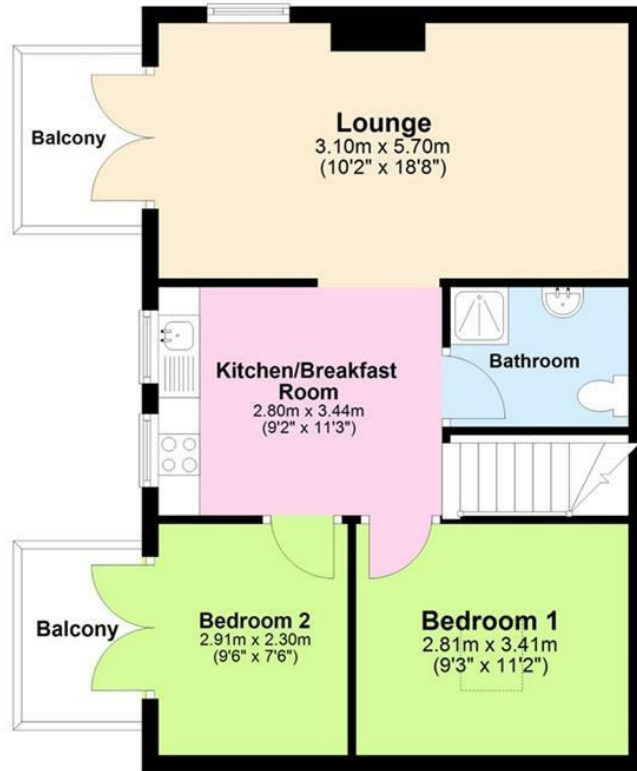 Balcony
Lounge
3.10m x 5.70m
(10'2" x 18'8")
Kitchen/Breakfast
Room
2.80m x 3.44m
(9'2" x 11'3")
Bathroom
Balcony
Bedroom 2
2.91m x 2.30m
(9'6" x 7'6")
Bedroom 1
2.81m x 3.41m
(9'3" x 11'2")